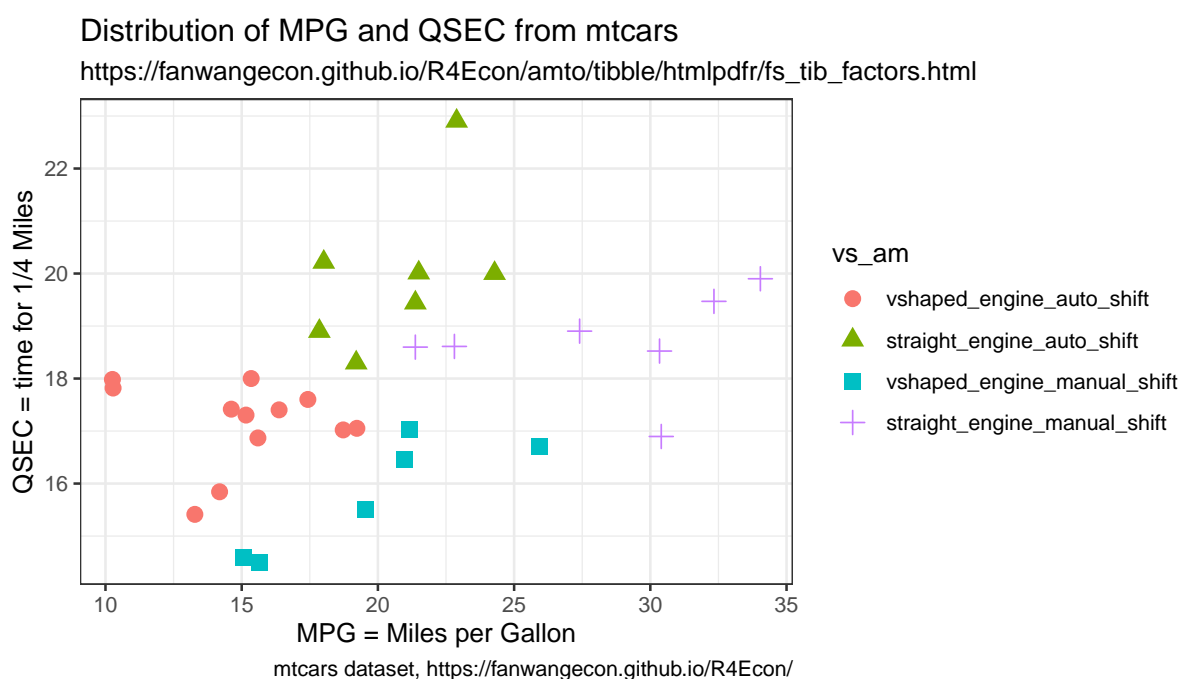 Distribution of MPG and QSEC from mtcars
https://fanwangecon.github.io/R4Econ/amto/tibble/htmlpdfr/fs_tib_factors.html
QSEC = time for 1/4 Miles
22
20
18
16
10 15 20 25 30 35
MPG = Miles per Gallon
mtcars dataset, https://fanwangecon.github.io/R4Econ/
vs_am
vshaped_engine_auto_shift
straight_engine_auto_shift
vshaped_engine_manual_shift
straight_engine_manual_shift